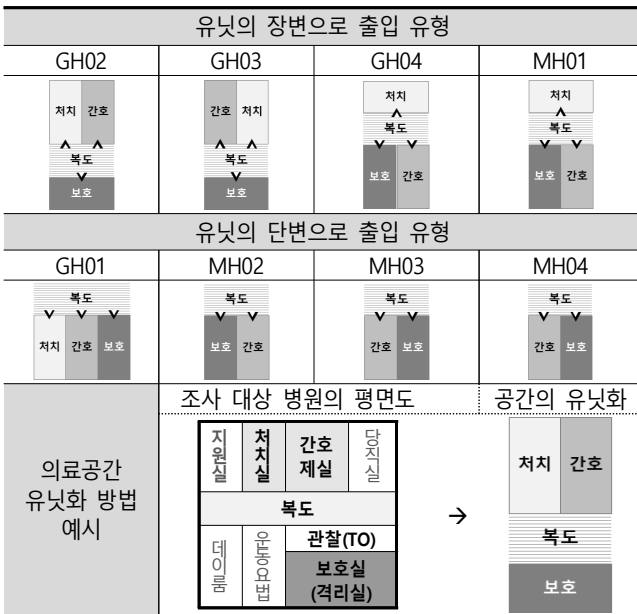 유닛의 장변으로 출입 유형
GH02 GH03 GH04 MH01
처치 간호
복도
보호
간호 처치
복도
보호
처치
복도
보호 간호
처치
복도
보호 간호
유닛의 단변으로 출입 유형
GH01 MH02 MH03 MH04
복도
처치 간호 보호
복도
보호 간호
복도
간호 보호
복도
간호 보호
의료공간
유닛화 방법
예시
조사 대상 병원의 평면도
지원실 처치실 간호제실 당직실
복도
데이룸 운동요법 관찰(TO)
보호실
(격리실)
→
공간의 유닛화
처치 간호
복도
보호